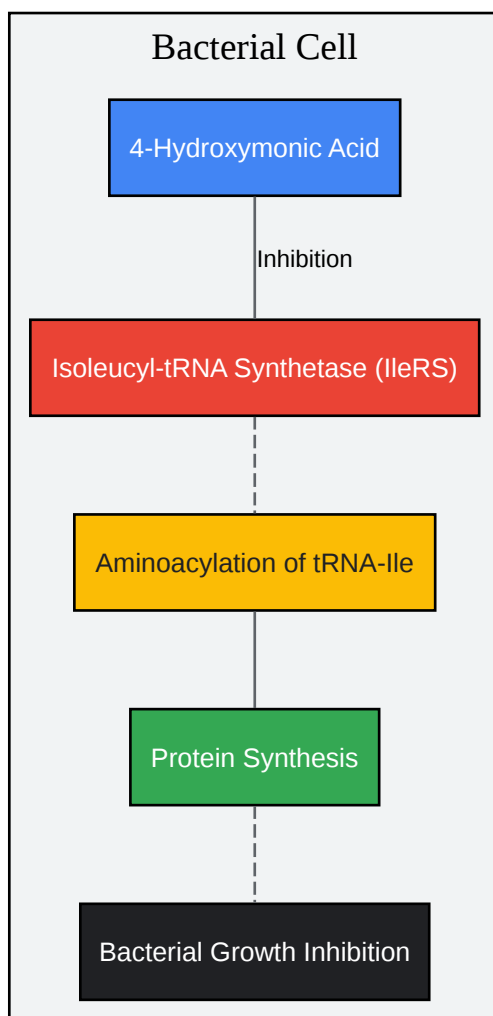 Bacterial Cell
4-Hydroxymonic Acid
Inhibition
Isoleucyl-tRNA Synthetase (IleRS)
Aminoacylation of tRNA-Ile
Protein Synthesis
Bacterial Growth Inhibition